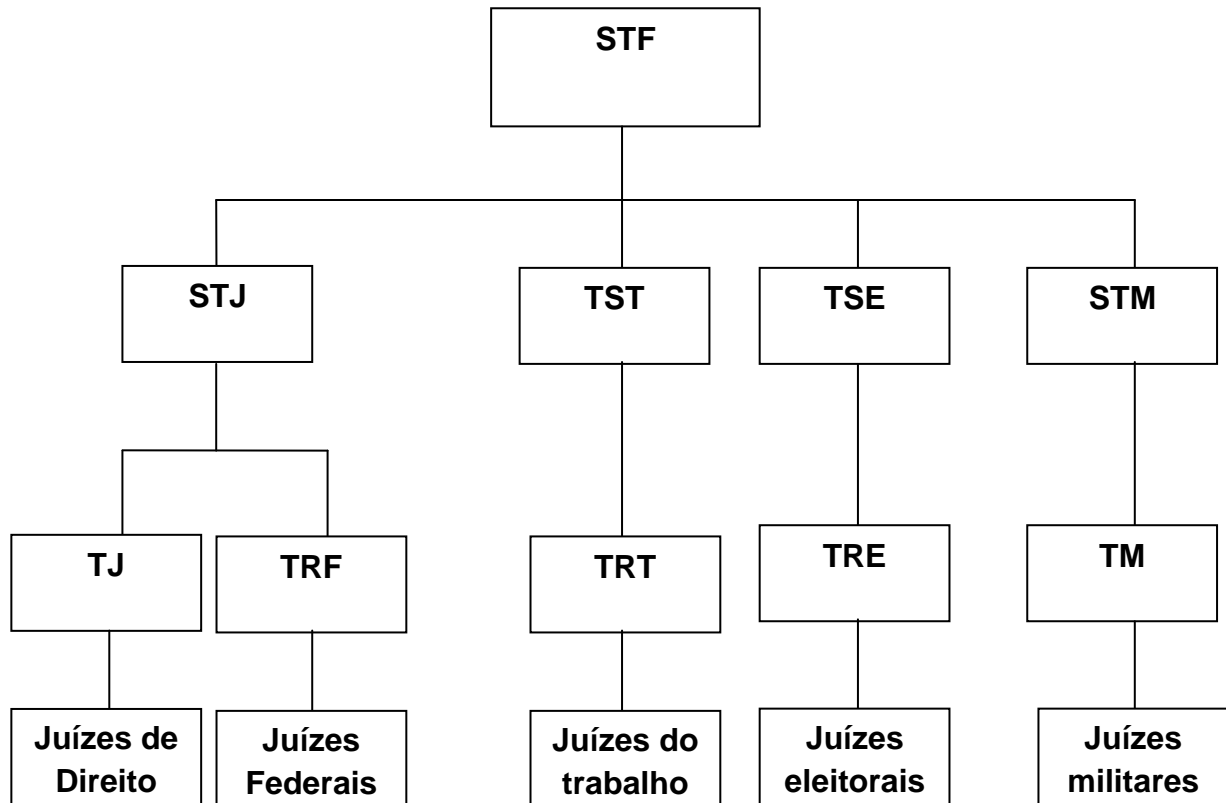 STF
STJ
TST
TSE
STM
TJ
TRF
TRT
TRE
TM
Juízes de
Direito
Juízes
Federais
Juízes do
trabalho
Juízes
eleitorais
Juízes
militares